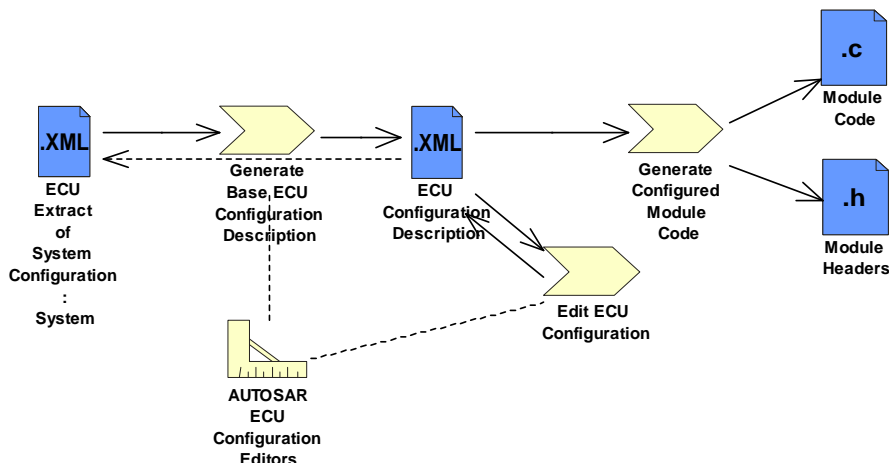 .c
Module
Code
.XML
ECU
Extract
of
System
Configuration
:
System
Generate
Base ECU
Configuration
Description
.XML
ECU
Configuration
Description
Generate
Configured
Module
Code
.h
Module
Headers
Edit ECU
Configuration
AUTOSAR
ECU
Configuration
Editors